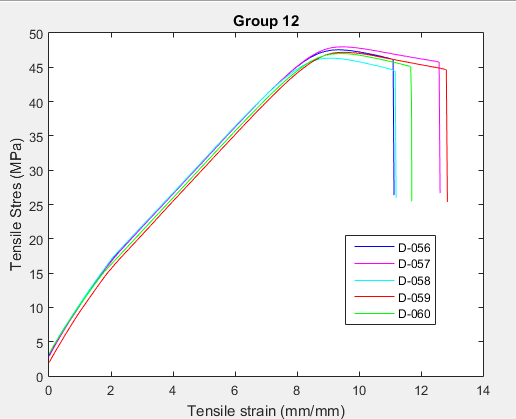 Group 12
Tensile Stres (MPa)
50
45
40
35
30
25
20
15
10
5
0
0 2 4 6 8 10 12 14
Tensile strain (mm/mm)
D-056
D-057
D-058
D-059
D-060